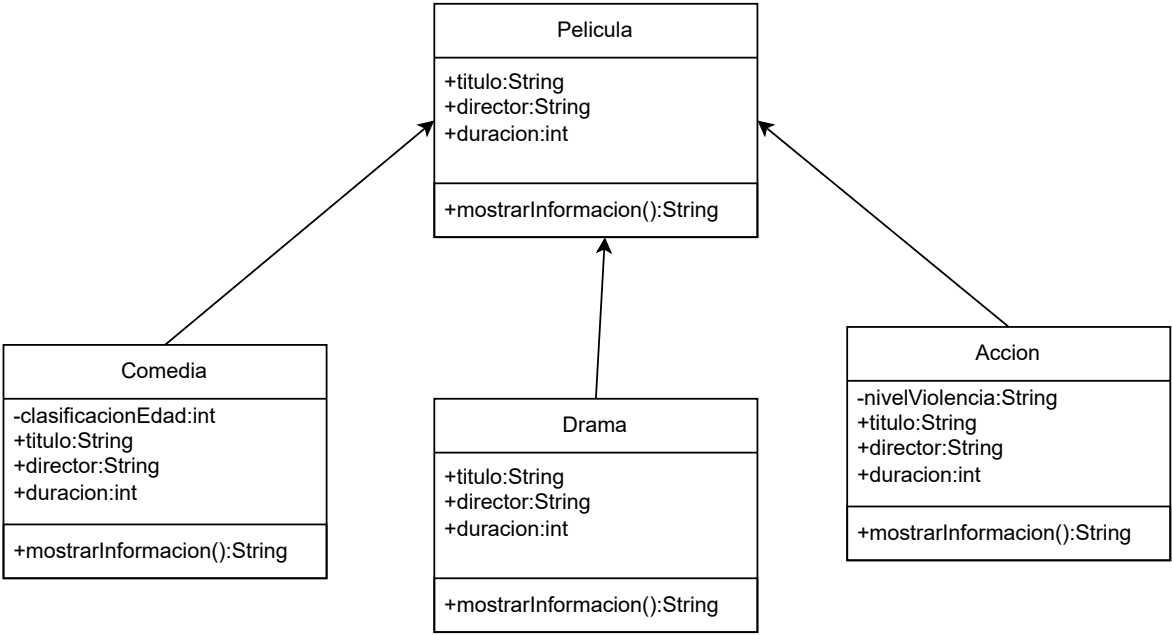 Pelicula
+titulo:String
+director:String
+duracion:int
+mostrarInformacion():String
Comedia
-clasificacionEdad:int
+titulo:String
+director:String
+duracion:int
+mostrarInformacion():String
Drama
+titulo:String
+director:String
+duracion:int
+mostrarInformacion():String
Accion
-nivelViolencia:String
+titulo:String
+director:String
+duracion:int
+mostrarInformacion():String